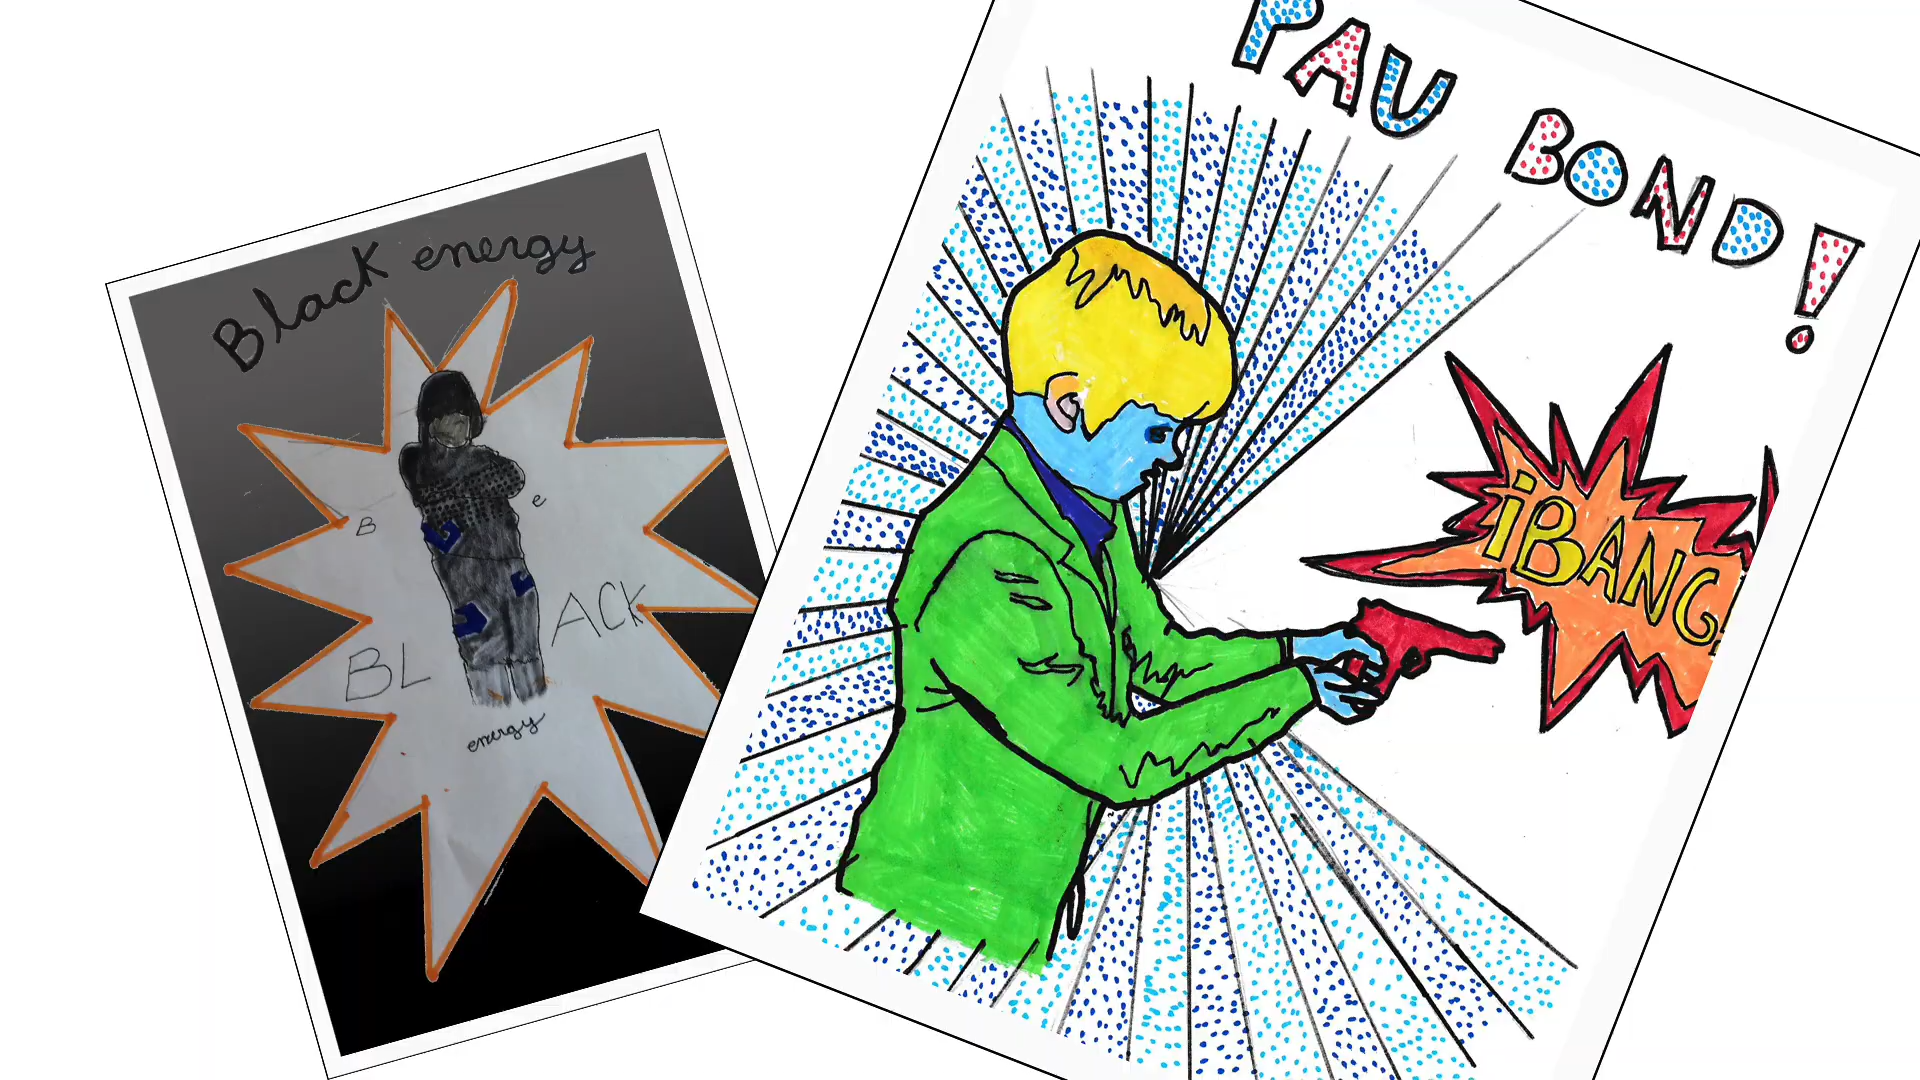 Black energy
B e
BL ACK
energy
PAU BOND!
¡BANG!